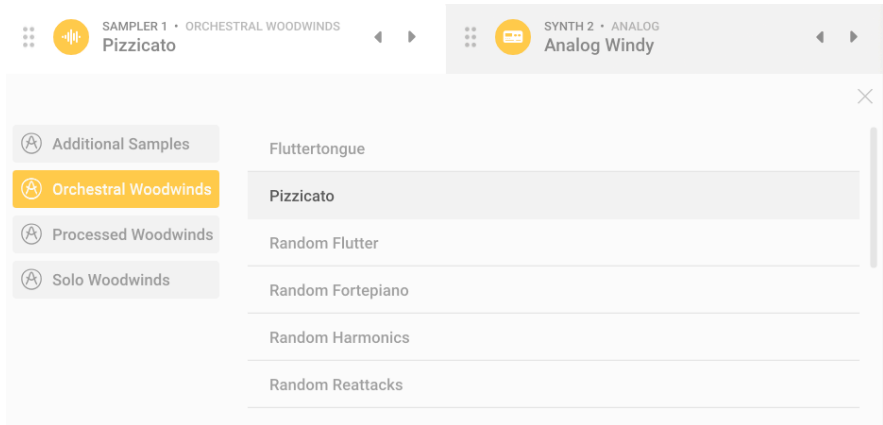 SAMPLER 1 • ORCHESTRAL WOODWINDS
Pizzicato
SYNTH 2 • ANALOG
Analog Windy
Additional Samples
Orchestral Woodwinds
Processed Woodwinds
Solo Woodwinds
Fluttertongue
Pizzicato
Random Flutter
Random Fortepiano
Random Harmonics
Random Reattacks